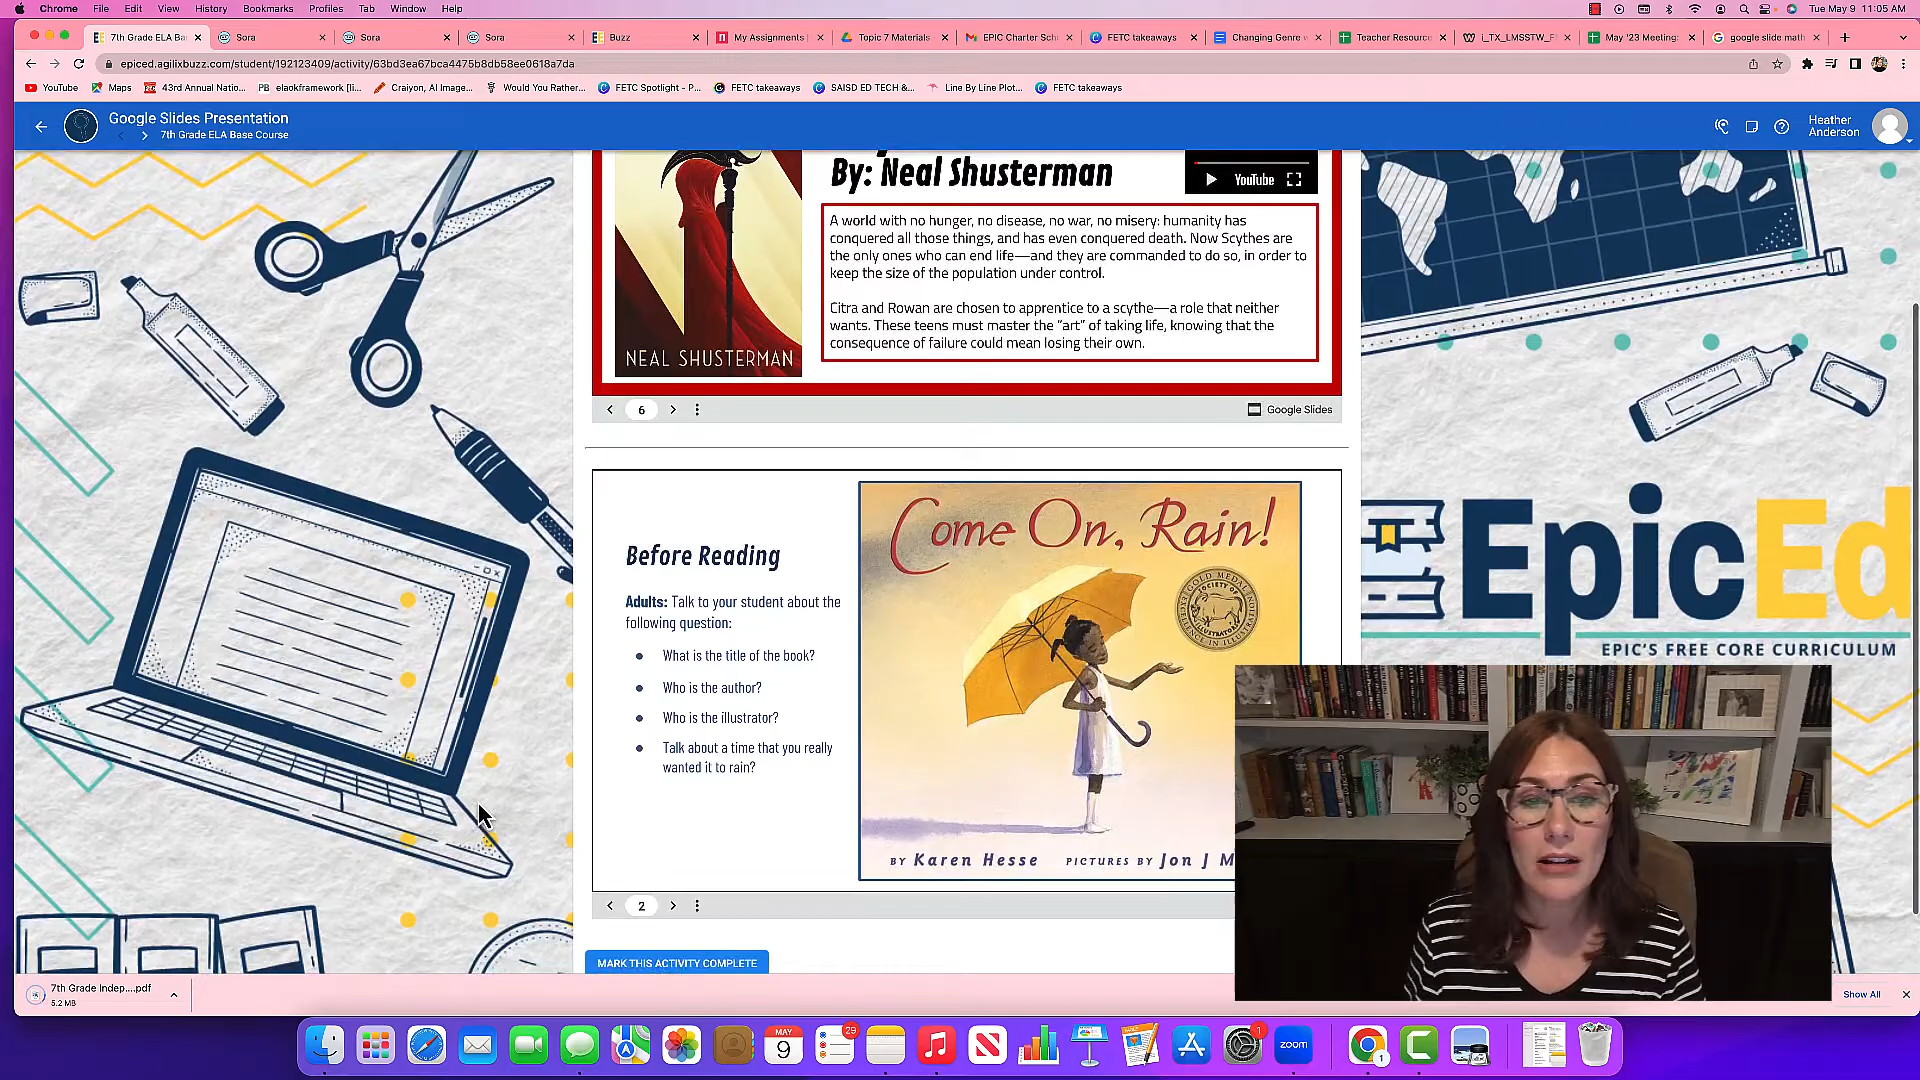 Chrome File Edit View History Bookmarks Profiles Tab Window Help Tue May 9 11:05 AM
7th Grade ELA Ba Sora Sora Sora Buzz My Assignments Topic 7 Materials EPIC Charter Sch FETC takeaways Changing Genre Teacher Resource i_TX_LMSSTW_F May '23 Meeting: google slide math
epiced.agilixbuzz.com/student/192123409/activity/63bd3ea67bca4475b8db58ee0618a7da
YouTube Maps 43rd Annual Natio... elaokframework [li... Craiyon, AI Image... Would You Rather... FETC Spotlight - P... FETC takeaways SAISD ED TECH &... Line By Line Plot... FETC takeaways
Google Slides Presentation
7th Grade ELA Base Course
Heather
Anderson
By: Neal Shusterman
YouTube
A world with no hunger, no disease, no war, no misery: humanity has
conquered all those things, and has even conquered death. Now Scythes are
the only ones who can end life—and they are commanded to do so, in order to
keep the size of the population under control.
Citra and Rowan are chosen to apprentice to a scythe—a role that neither
wants. These teens must master the "art" of taking life, knowing that the
consequence of failure could mean losing their own.
NEAL SHUSTERMAN
6
Google Slides
Before Reading
Adults: Talk to your student about the
following question:
• What is the title of the book?
• Who is the author?
• Who is the illustrator?
• Talk about a time that you really
wanted it to rain?
Come On, Rain!
GOLD MEDAL
SOCIETY OF
ILLUSTRATORS
BY Karen Hesse PICTURES BY Jon J M
2
MARK THIS ACTIVITY COMPLETE
EpicEd
EPIC'S FREE CORE CURRICULUM
7th Grade Indep....pdf
5.2 MB
Show All
MAY
9
29
1
zoom
1